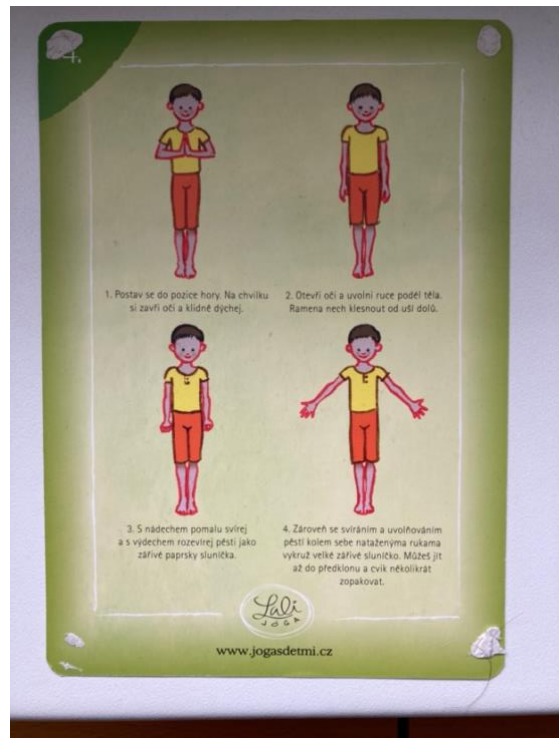 4.
1. Postav se do pozice hory. Na chvilku
si zavři oči a klidně dýchej.
2. Otevři oči a uvolni ruce podél těla.
Ramena nech klesnout od uší dolů.
3. S nádechem pomalu svírej
a s výdechem rozevírej pěsti jako
zářivé paprsky sluníčka.
4. Zároveň se svíráním a uvolňováním
pěstí kolem sebe nataženýma rukama
vykruž velké zářivé sluníčko. Můžeš jít
až do předklonu a cvik několikrát
zopakovat.
Lali
JÓGA
www.jogasdetmi.cz